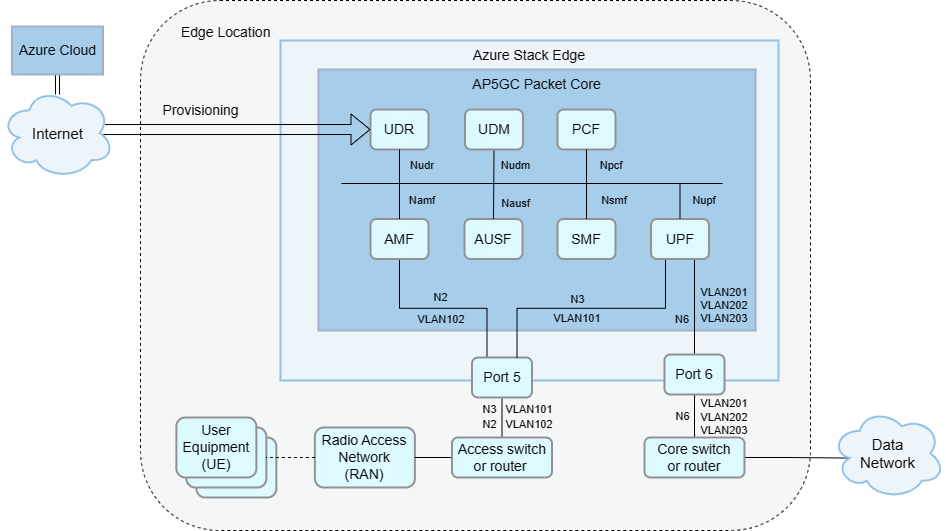 Edge Location
Azure Cloud
Azure Stack Edge
AP5GC Packet Core
Provisioning
Internet
UDR
UDM
PCF
Nudr
Nudm
Npcf
Namf
Nausf
Nsmf
Nupf
AMF
AUSF
SMF
UPF
N2
VLAN102
N3
VLAN101
VLAN201
VLAN202
N6
VLAN203
Port 5
Port 6
N3
VLAN101
N2
VLAN102
VLAN201
N6
VLAN202
VLAN203
User
Equipment
(UE)
Radio Access
Network
(RAN)
Access switch
or router
Core switch
or router
Data
Network